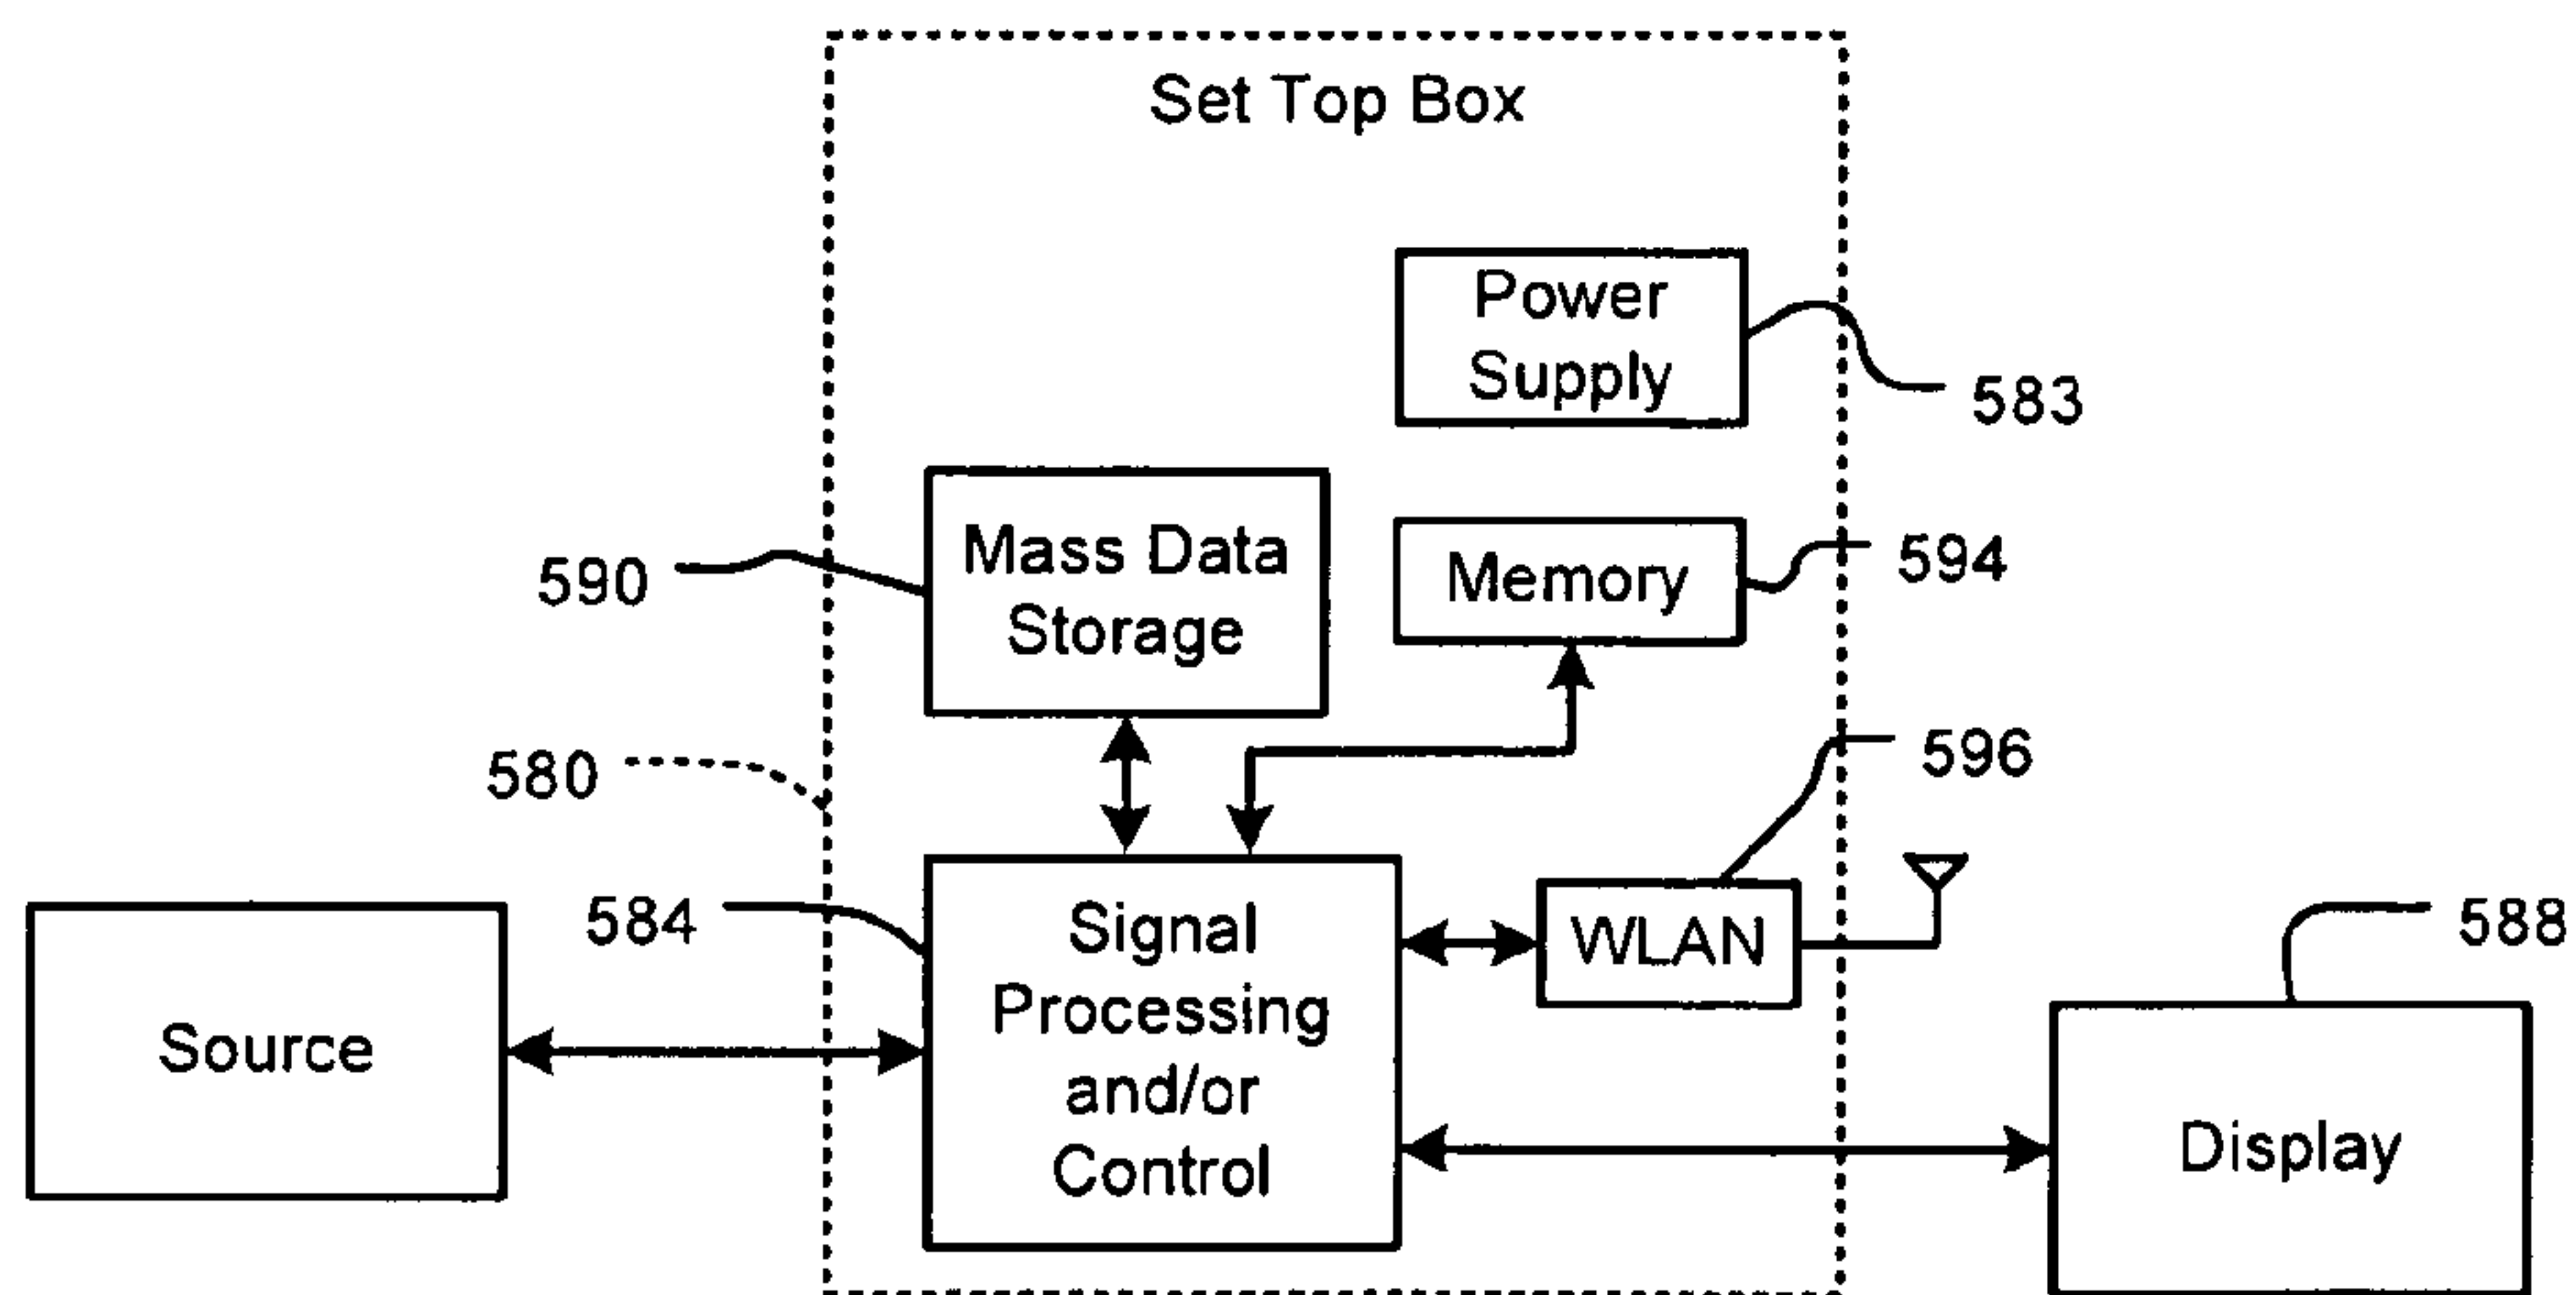 Set Top Box
Power
Supply
583
Mass Data
Storage
590
Memory
594
580
596
584
Signal
Processing
and/or
Control
WLAN
588
Source
Display